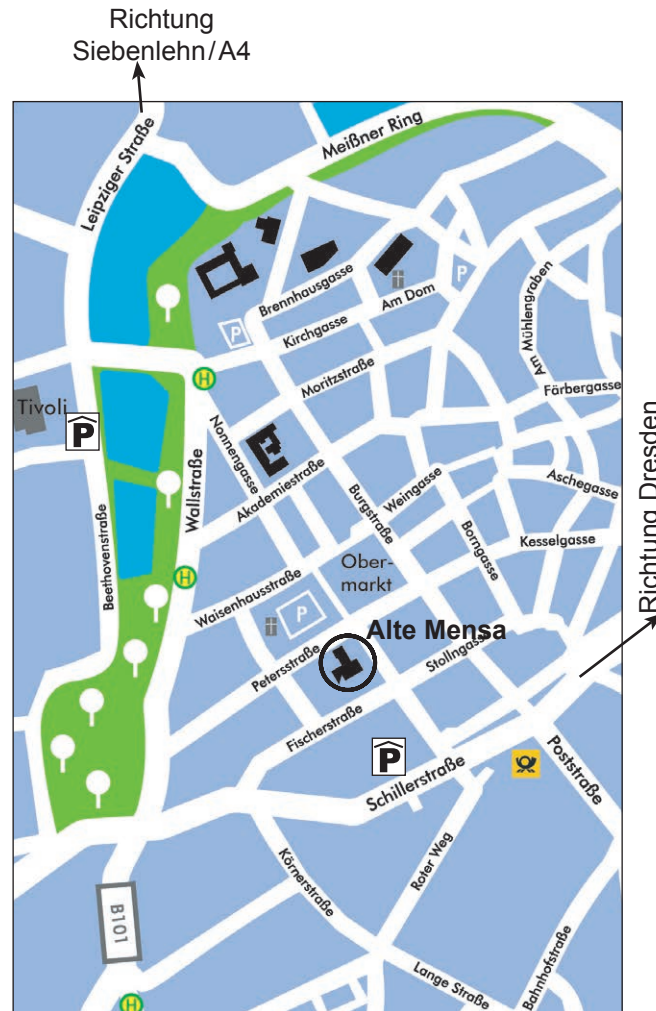 Richtung
Siebenlehn/A4
Leipziger Straße
Meißner Ring
Brennhausgasse
Am Dom
P
Am Mühlengraben
Kirchgasse
P
Moritzstraße
H
Färbergasse
Tivoli
P
Nonnengasse
Richtung Dresden
Wallstraße
Akademiestraße
Burgstraße
Weingasse
Aschegasse
Borngasse
Kesselgasse
Beethovenstraße
Ober-
markt
H
Waisenhausstraße
P
Alte Mensa
Petersstraße
Stollngasse
Fischerstraße
P
Schillerstraße
Poststraße
Körnerstraße
Roter Weg
B101
Lange Straße
Bahnhofstraße
H